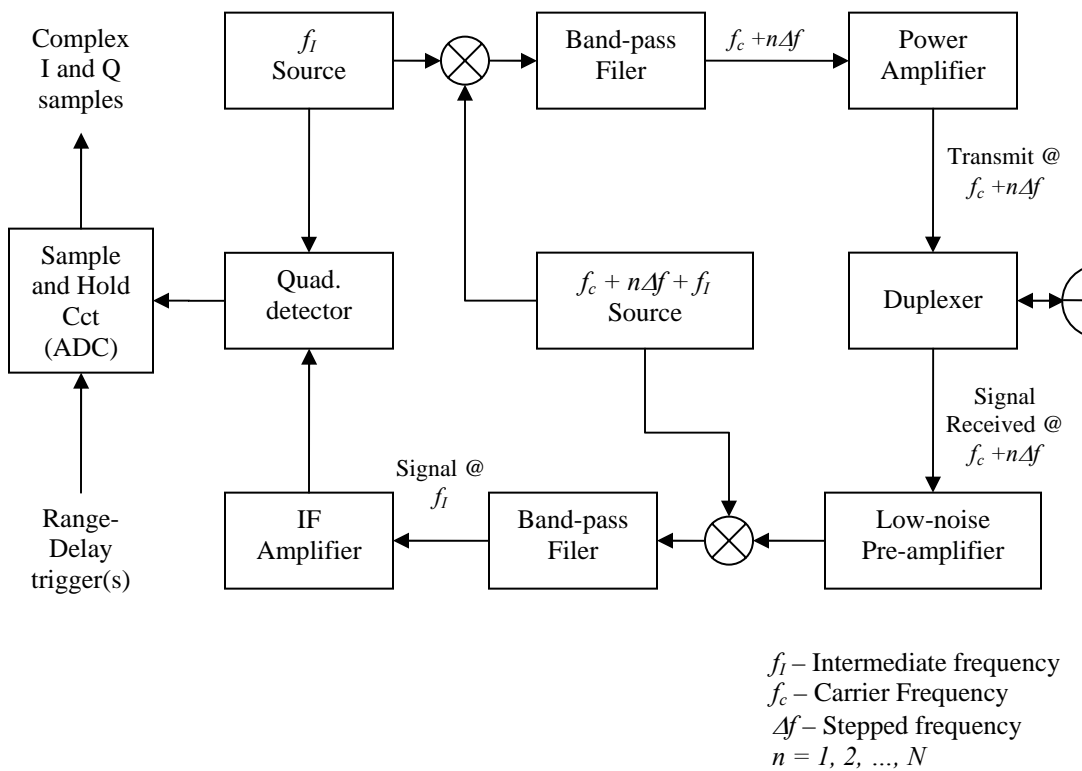 Complex
I and Q
samples
f_I
Source
Band-pass
Filer
f_c +nΔf
Power
Amplifier
Transmit @
f_c +nΔf
Sample
and Hold
Cct
(ADC)
Quad.
detector
f_c + nΔf + f_I
Source
Duplexer
Signal
Received @
f_c +nΔf
Signal @
f_I
Range-
Delay
trigger(s)
IF
Amplifier
Band-pass
Filer
Low-noise
Pre-amplifier
f_I – Intermediate frequency
f_c – Carrier Frequency
Δf – Stepped frequency
n = 1, 2, ..., N